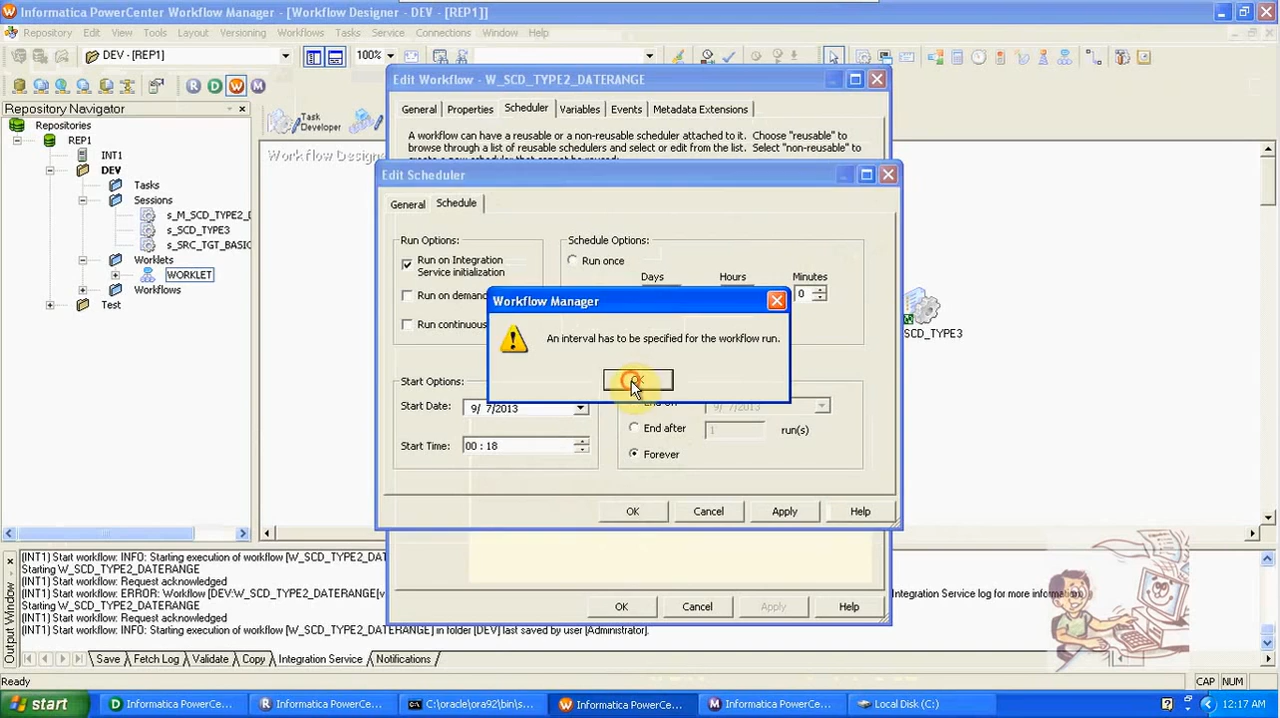 Informatica PowerCenter Workflow Manager - [Workflow Designer - DEV - [REP1]]
Repository Edit View Tools Layout Versioning Workflows Tasks Service Connections Window Help
DEV - [REP1]
100%
R D W M
Repository Navigator
Repositories
REP1
INT1
DEV
Tasks
Sessions
s_M_SCD_TYPE2_D
s_SCD_TYPE3
s_SRC_TGT_BASIC
Worklets
WORKLET
Workflows
Test
Task
Developer
Workflow Design
SCD_TYPE3
Edit Workflow - W_SCD_TYPE2_DATERANGE
General Properties Scheduler Variables Events Metadata Extensions
A workflow can have a reusable or a non-reusable scheduler attached to it. Choose "reusable" to
browse through a list of reusable schedulers and select or edit from the list. Select "non-reusable" to
Edit Scheduler
General Schedule
Run Options:
Run on Integration
Service initialization
Run on deman
Run continuous
Schedule Options:
Run once
Days Hours Minutes
0
Workflow Manager
An interval has to be specified for the workflow run.
Start Options:
Start Date: 9/ 7/2013
Start Time: 00 : 18
9/ 7/2013
End after 1 run(s)
Forever
OK Cancel Apply Help
OK Cancel Apply Help
Output Window
(INT1) Start workflow: INFO: Starting execution of workflow [W_SCD_TYPE2_DAT
(INT1) Start workflow: Request acknowledged
(INT1) Start workflow: ERROR: Workflow [DEV:W_SCD_TYPE2_DATERANGE[v
Integration Service log for more information
Starting W_SCD_TYPE2_DATERANGE
(INT1) Start workflow: Request acknowledged
(INT1) Start workflow: INFO: Starting execution of workflow [W_SCD_TYPE2_DATERANGE] in folder [DEV] last saved by user [Administrator].
Save Fetch Log Validate Copy Integration Service Notifications
Ready
CAP NUM
start
Informatica PowerCe...
Informatica PowerCe...
C:\oracle\ora92\bin\s...
Informatica PowerCe...
Informatica PowerCe...
Local Disk (C:)
12:17 AM